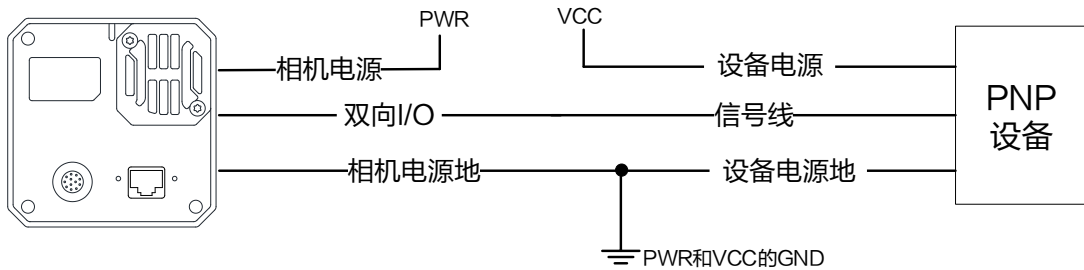 PWR
VCC
相机电源
设备电源
双向I/O
信号线
PNP
设备
相机电源地
设备电源地
PWR和VCC的GND